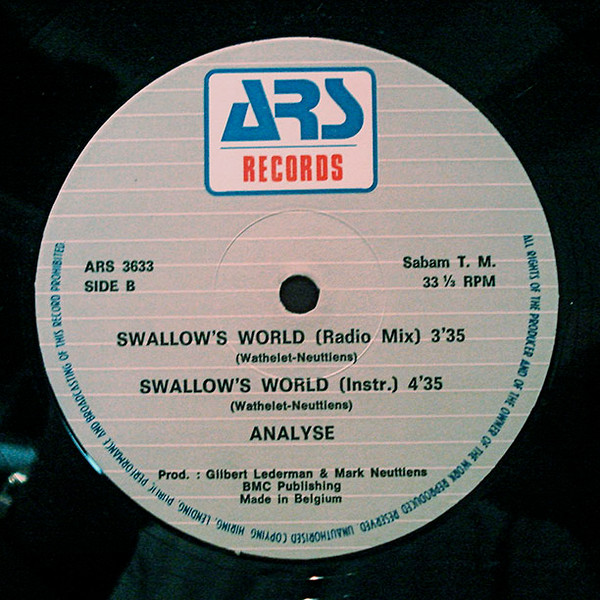 ARS
RECORDS
ARS 3633
SIDE B
Sabam T. M.
33 ⅓ RPM
SWALLOW'S WORLD (Radio Mix) 3'35
(Wathelet-Neuttiens)
SWALLOW'S WORLD (Instr.) 4'35
(Wathelet-Neuttiens)
ANALYSE
Prod. : Gilbert Lederman & Mark Neuttiens
BMC Publishing
Made in Belgium
ALL RIGHTS OF THE PRODUCER AND OF THE OWNER OF THE WORK REPRODUCED RESERVED. UNAUTHORISED COPYING, HIRING, LENDING, PUBLIC PERFORMANCE AND BROADCASTING OF THIS RECORD PROHIBITED